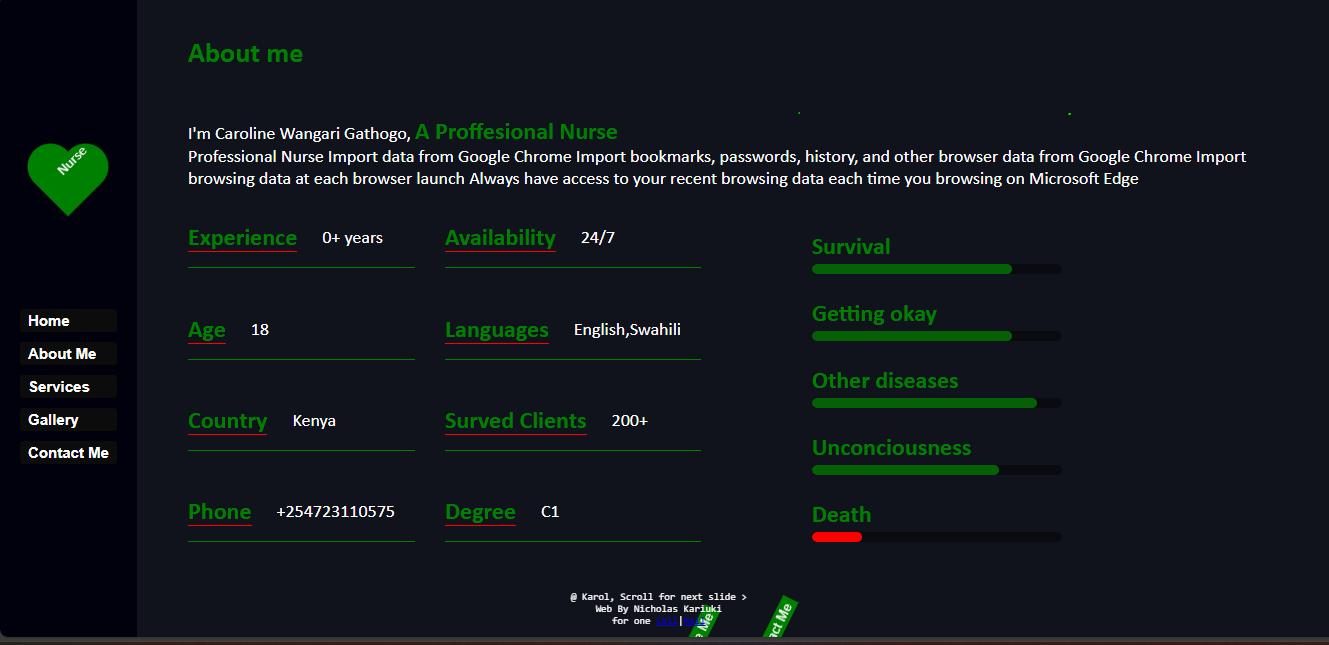 About me
Nurse
I'm Caroline Wangari Gathogo, A Proffesional Nurse
Professional Nurse Import data from Google Chrome Import bookmarks, passwords, history, and other browser data from Google Chrome Import
browsing data at each browser launch Always have access to your recent browsing data each time you browsing on Microsoft Edge
Home
About Me
Services
Gallery
Contact Me
Experience 0+ years
Availability 24/7
Age 18
Languages English,Swahili
Country Kenya
Surved Clients 200+
Phone +254723110575
Degree C1
Survival
Getting okay
Other diseases
Unconciousness
Death
@ Karol, Scroll for next slide >
Web By Nicholas Kariuki
for one
|
Me
act Me